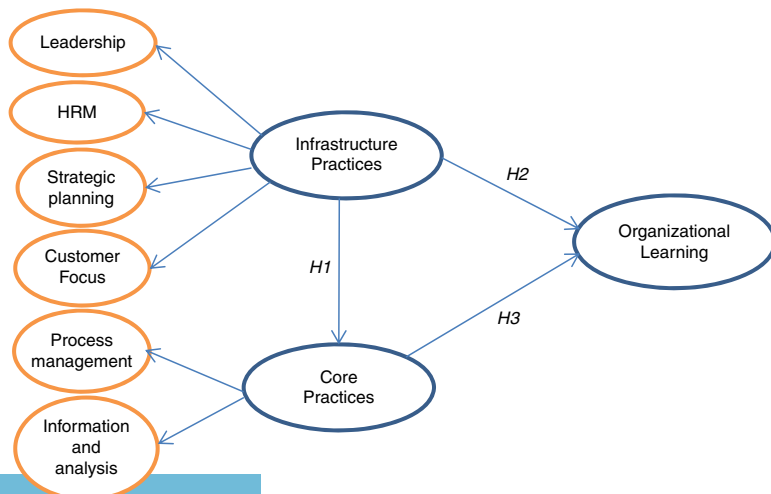 Leadership
HRM
Strategic
planning
Customer
Focus
Process
management
Information
and
analysis
Infrastructure
Practices
H1
Core
Practices
H2
H3
Organizational
Learning